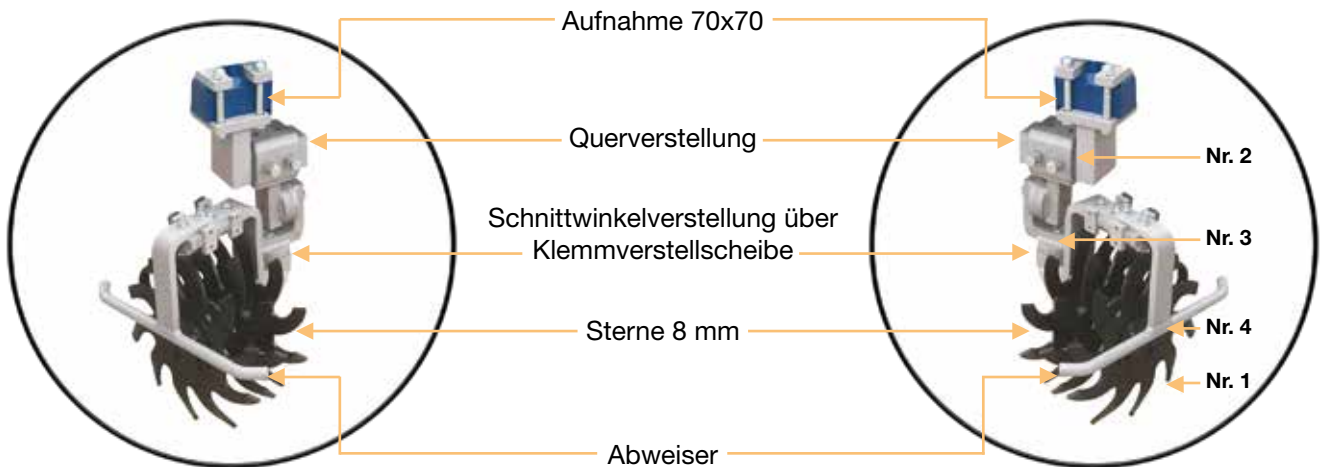 Aufnahme 70x70
Querverstellung
Nr. 2
Schnittwinkelverstellung über
Klemmverstellscheibe
Nr. 3
Sterne 8 mm
Nr. 4
Nr. 1
Abweiser